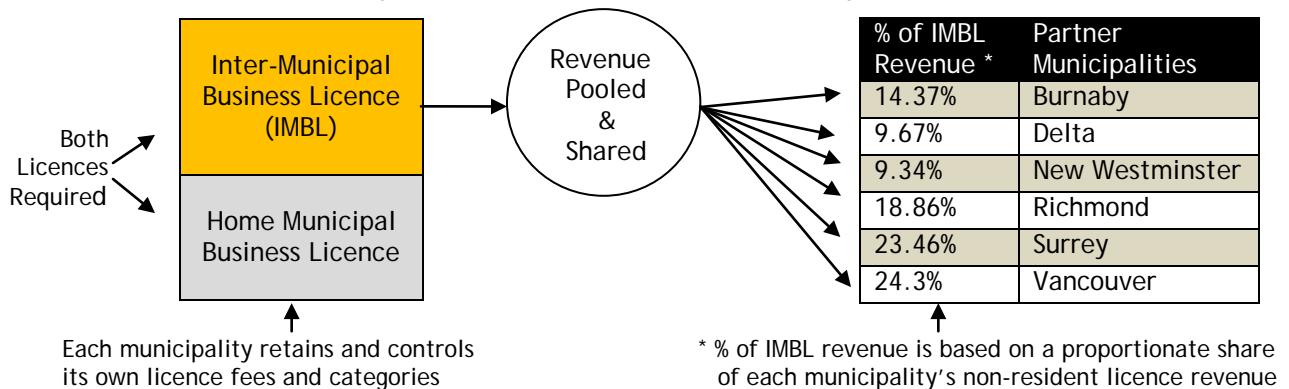 Both
Licences
Required
Inter-Municipal
Business Licence
(IMBL)
Home Municipal
Business Licence
Each municipality retains and controls
its own licence fees and categories
Revenue
Pooled
&
Shared
% of IMBL Partner
Revenue * Municipalities
14.37% Burnaby
9.67% Delta
9.34% New Westminster
18.86% Richmond
23.46% Surrey
24.3% Vancouver
* % of IMBL revenue is based on a proportionate share
of each municipality's non-resident licence revenue